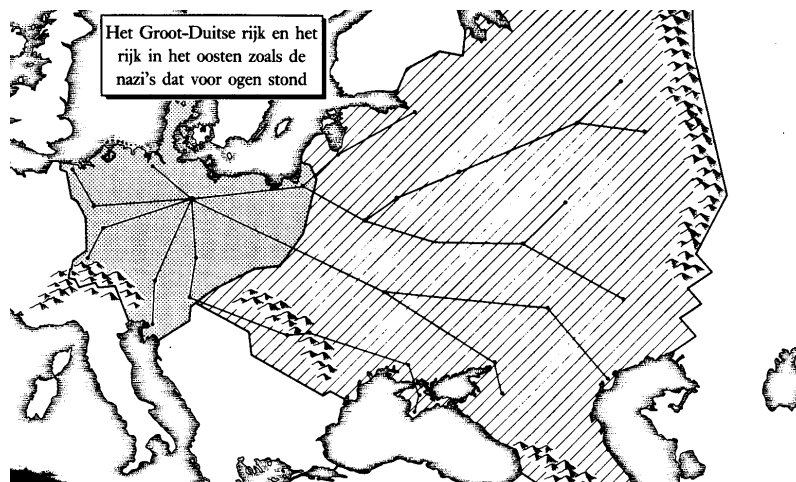 Het Groot-Duitse rijk en het
rijk in het oosten zoals de
nazi's dat voor ogen stond